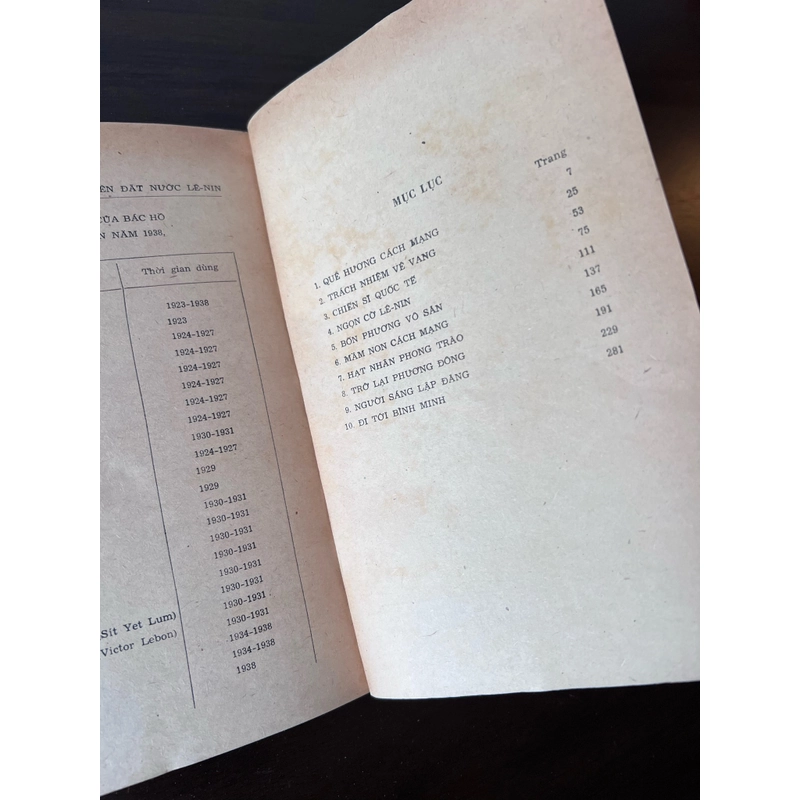 ĐẤT NƯỚC LÊ-NIN
CỦA BÁC HỒ
NĂM 1938.
Thời gian dùng
1923-1938
1923
1924-1927
1924-1927
1924-1927
1924-1927
1924-1927
1924-1927
1930-1931
1924-1927
1929
1929
1930-1931
1930-1931
1930-1931
1930-1931
1930-1931
1930-1931
1930-1931
1930-1931
Sit Yet Lum) 1934-1938
Victor Lebon) 1934-1938
1938
MỤC LỤC
Trang
1. QUÊ HƯƠNG CÁCH MẠNG 7
2. TRÁCH NHIỆM VẺ VANG 25
3. CHIẾN SĨ QUỐC TẾ 53
4. NGỌN CỜ LÊ-NIN 75
5. BỐN PHƯƠNG VÔ SẢN 111
6. MẦM NON CÁCH MẠNG 137
7. HẠT NHÂN PHONG TRÀO 165
8. TRỞ LẠI PHƯƠNG ĐÔNG 191
9. NGƯỜI SÁNG LẬP ĐẢNG 229
10. ĐI TỚI BÌNH MINH 281